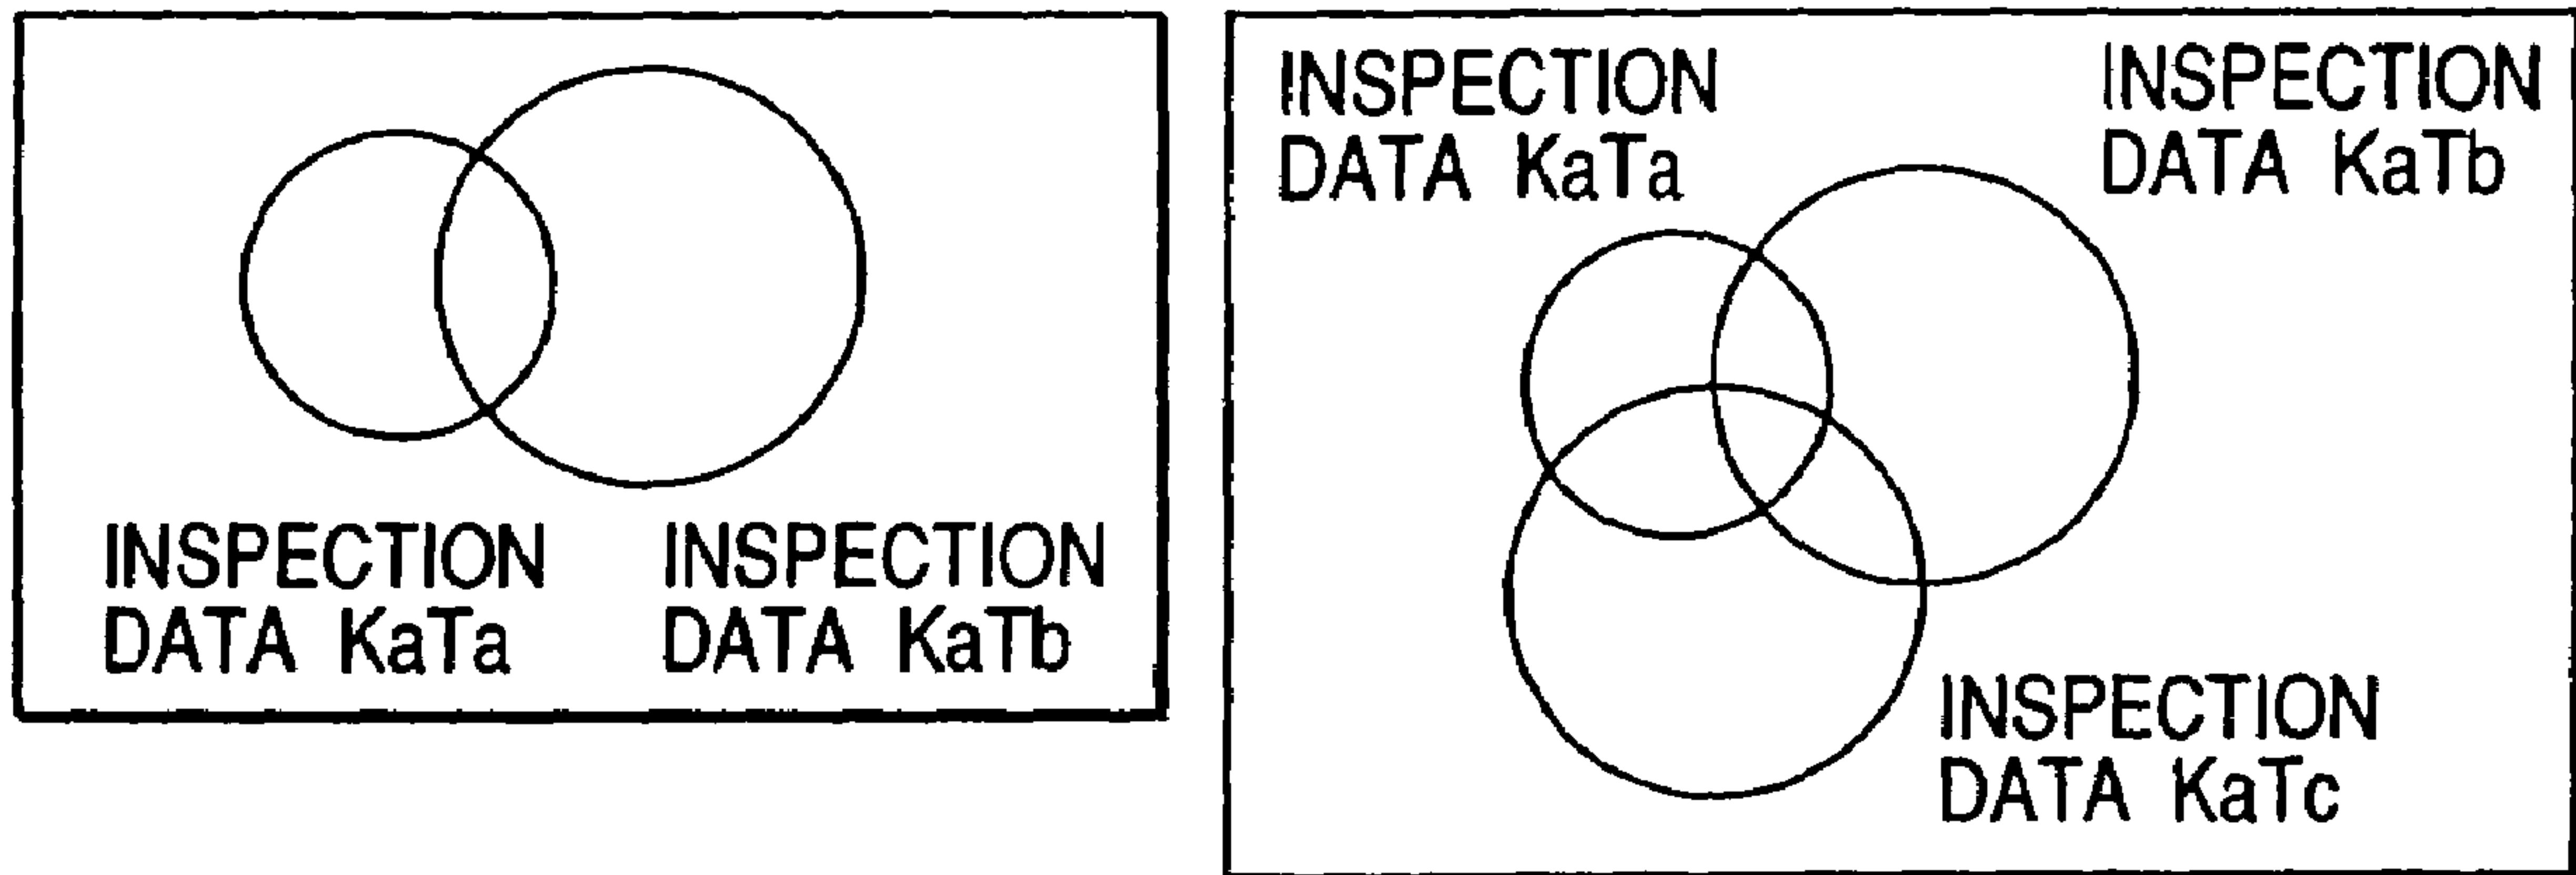 INSPECTION
DATA KaTa
INSPECTION
DATA KaTb
INSPECTION
DATA KaTa
INSPECTION
DATA KaTb
INSPECTION
DATA KaTc